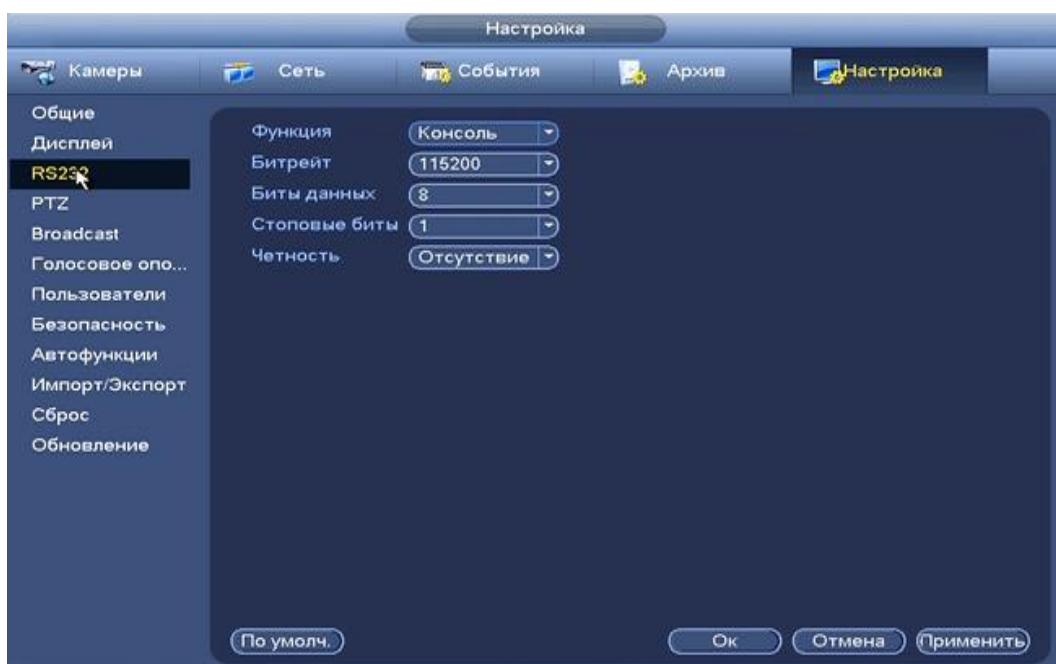 Настройка
Камеры Сеть События Архив Настройка
Общие
Дисплей
RS232
PTZ
Broadcast
Голосовое опо...
Пользователи
Безопасность
Автофункции
Импорт/Экспорт
Сброс
Обновление
Функция Консоль
Битрейт 115200
Биты данных 8
Стоповые биты 1
Четность Отсутствие
По умолч. Ок Отмена Применить